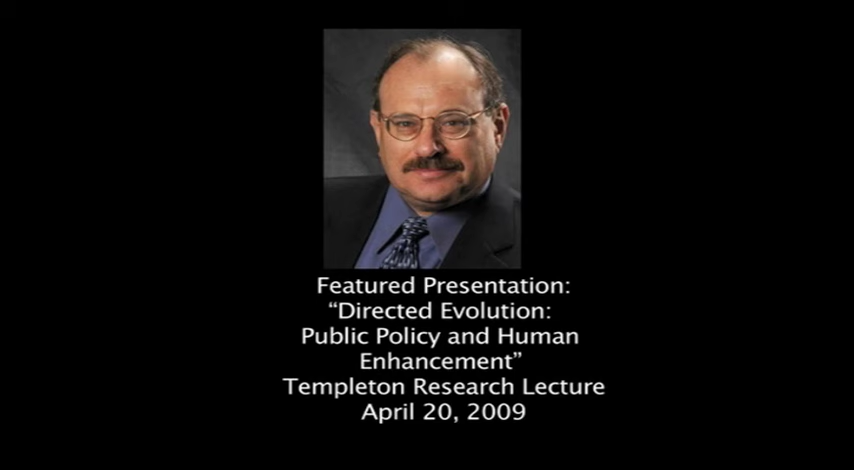 Featured Presentation:
“Directed Evolution:
Public Policy and Human
Enhancement”
Templeton Research Lecture
April 20, 2009